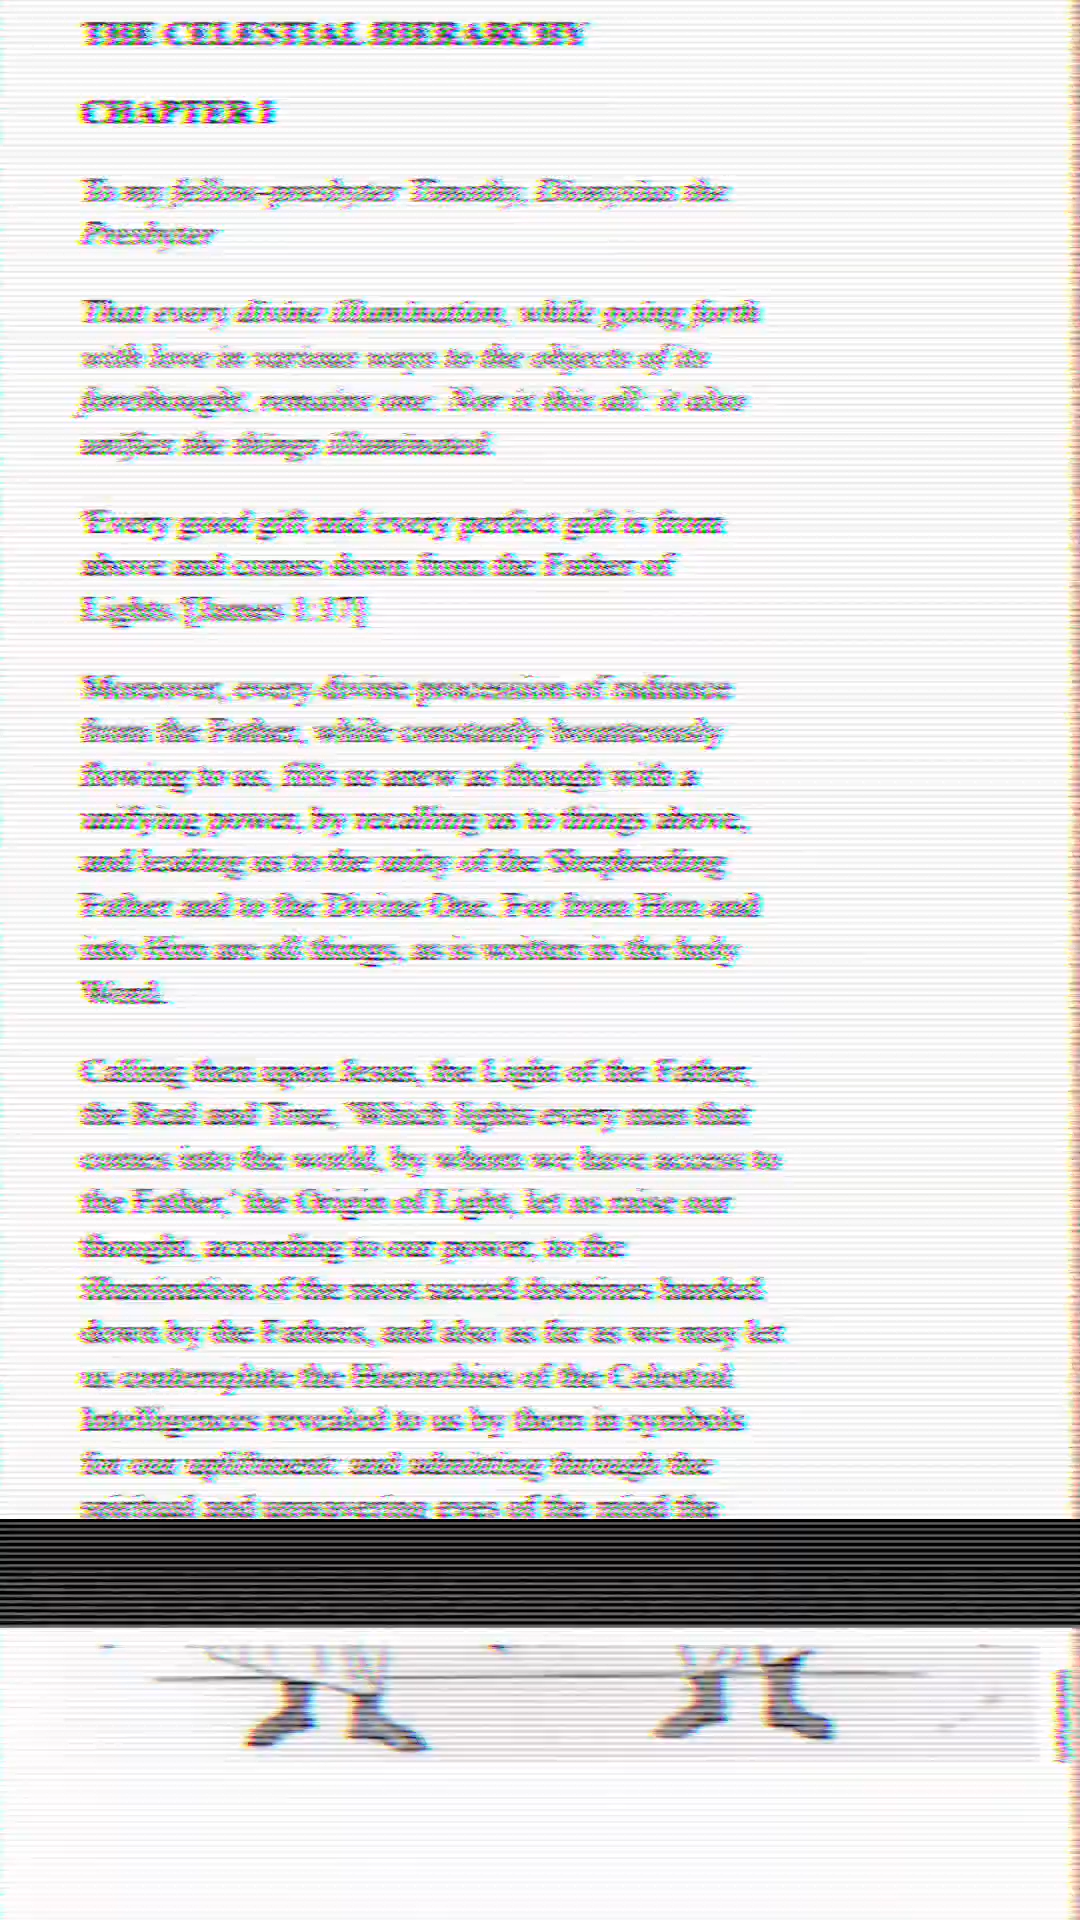 THE CELESTIAL HIERARCHY
CHAPTER 1
To my fellow-presbyter Timothy, Dionysius the
Presbyter
That every divine illumination, while going forth
with love in various ways to the objects of its
forethought, remains one. Nor is this all: it also
unifies the things illuminated.
'Every good gift and every perfect gift is from
above and comes down from the Father of
Lights. [James 1:17]
Moreover, every divine procession of radiance
from the Father, while constantly bounteously
flowing to us, fills us anew as though with a
unifying power, by recalling us to things above,
and leading us to the unity of the Shepherding
Father and to the Divine One. For from Him and
into Him are all things, as is written in the holy
Word.
Calling then upon Jesus, the Light of the Father,
the Real and True, 'Which lights every man that
comes into the world, by whom we have access to
the Father,' the Origin of Light, let us raise our
thought, according to our power, to the
illumination of the most sacred doctrines handed
down by the Fathers, and also as far as we may let
us contemplate the Hierarchies of the Celestial
Intelligences revealed to us by them in symbols
for our upliftment: and admitting through the
spiritual and unwavering eyes of the mind the